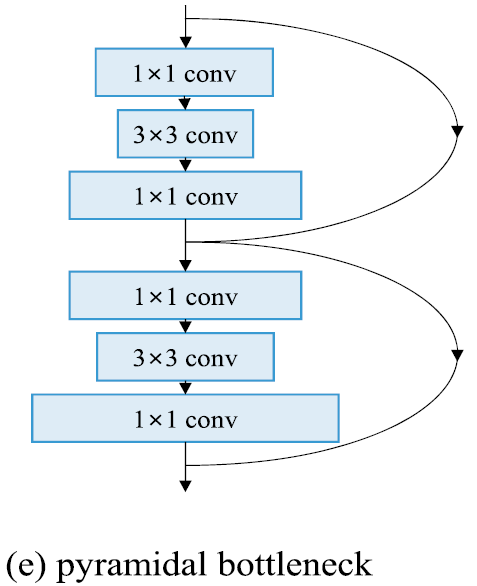 1×1 conv
3×3 conv
1×1 conv
1×1 conv
3×3 conv
1×1 conv
(e) pyramidal bottleneck